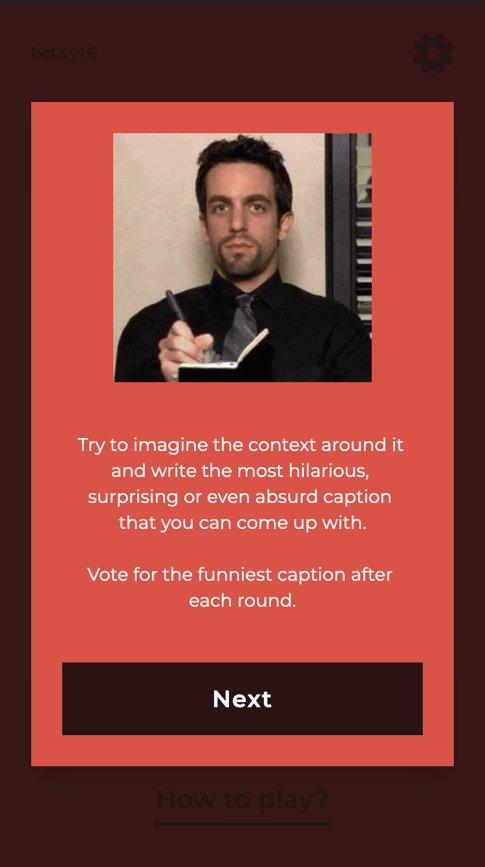 beta v1.6
Try to imagine the context around it
and write the most hilarious,
surprising or even absurd caption
that you can come up with.
Vote for the funniest caption after
each round.
Next
How to play?